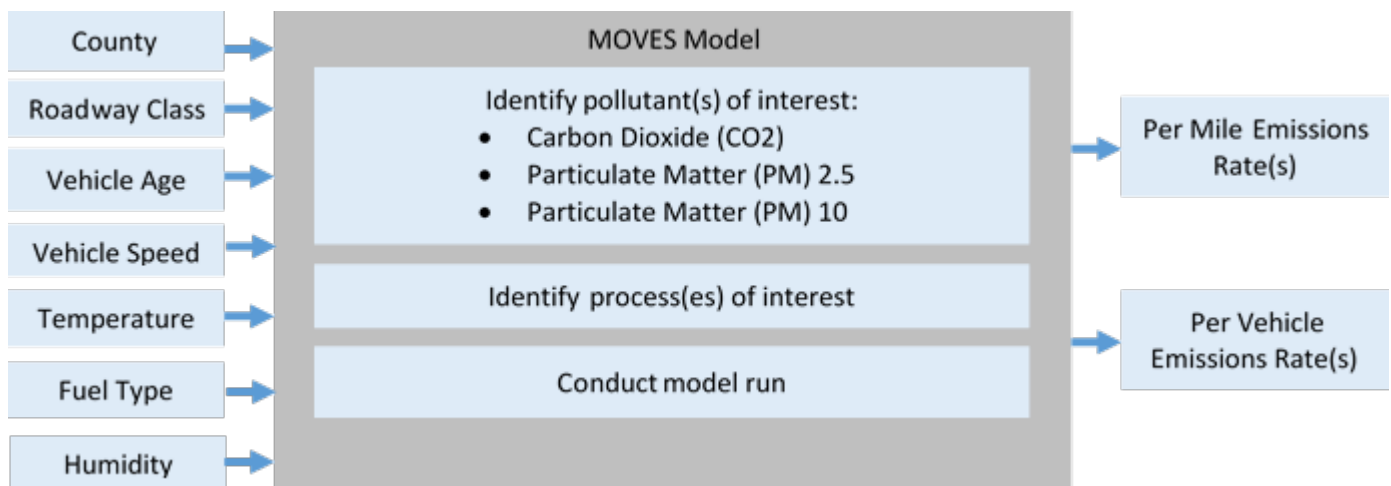 County
Roadway Class
Vehicle Age
Vehicle Speed
Temperature
Fuel Type
Humidity
MOVES Model
Identify pollutant(s) of interest:
• Carbon Dioxide (CO2)
• Particulate Matter (PM) 2.5
• Particulate Matter (PM) 10
Identify process(es) of interest
Conduct model run
Per Mile Emissions
Rate(s)
Per Vehicle
Emissions Rate(s)